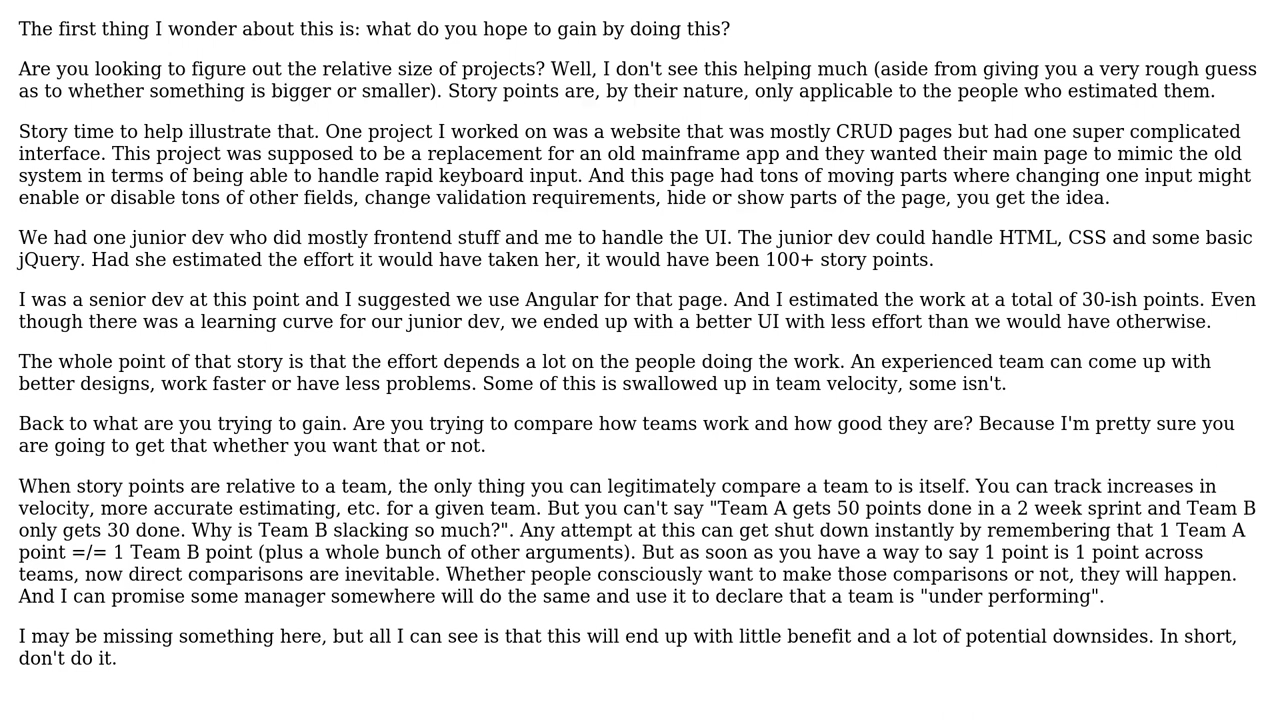 The first thing I wonder about this is: what do you hope to gain by doing this?
Are you looking to figure out the relative size of projects? Well, I don't see this helping much (aside from giving you a very rough guess
as to whether something is bigger or smaller). Story points are, by their nature, only applicable to the people who estimated them.
Story time to help illustrate that. One project I worked on was a website that was mostly CRUD pages but had one super complicated
interface. This project was supposed to be a replacement for an old mainframe app and they wanted their main page to mimic the old
system in terms of being able to handle rapid keyboard input. And this page had tons of moving parts where changing one input might
enable or disable tons of other fields, change validation requirements, hide or show parts of the page, you get the idea.
We had one junior dev who did mostly frontend stuff and me to handle the UI. The junior dev could handle HTML, CSS and some basic
jQuery. Had she estimated the effort it would have taken her, it would have been 100+ story points.
I was a senior dev at this point and I suggested we use Angular for that page. And I estimated the work at a total of 30-ish points. Even
though there was a learning curve for our junior dev, we ended up with a better UI with less effort than we would have otherwise.
The whole point of that story is that the effort depends a lot on the people doing the work. An experienced team can come up with
better designs, work faster or have less problems. Some of this is swallowed up in team velocity, some isn't.
Back to what are you trying to gain. Are you trying to compare how teams work and how good they are? Because I'm pretty sure you
are going to get that whether you want that or not.
When story points are relative to a team, the only thing you can legitimately compare a team to is itself. You can track increases in
velocity, more accurate estimating, etc. for a given team. But you can't say "Team A gets 50 points done in a 2 week sprint and Team B
only gets 30 done. Why is Team B slacking so much?". Any attempt at this can get shut down instantly by remembering that 1 Team A
point =/= 1 Team B point (plus a whole bunch of other arguments). But as soon as you have a way to say 1 point is 1 point across
teams, now direct comparisons are inevitable. Whether people consciously want to make those comparisons or not, they will happen.
And I can promise some manager somewhere will do the same and use it to declare that a team is "under performing".
I may be missing something here, but all I can see is that this will end up with little benefit and a lot of potential downsides. In short,
don't do it.